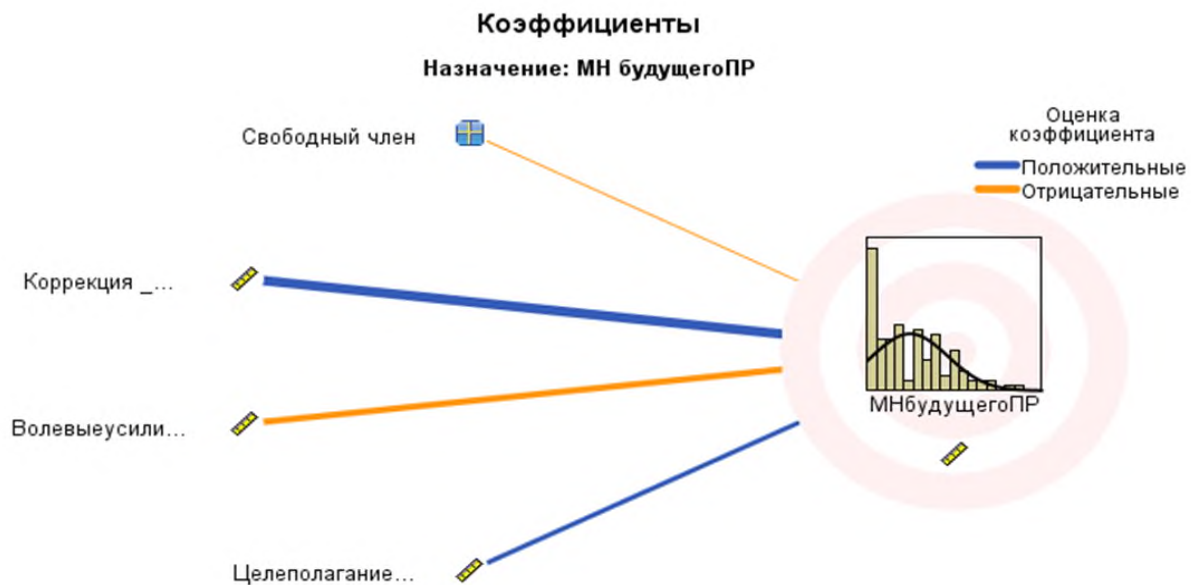 Коэффициенты
Назначение: МН будущегоПР
Свободный член
Оценка
коэффициента
Положительные
Отрицательные
Коррекция _...
Волевыеусили...
МНбудущегоПР
Целеполагание...